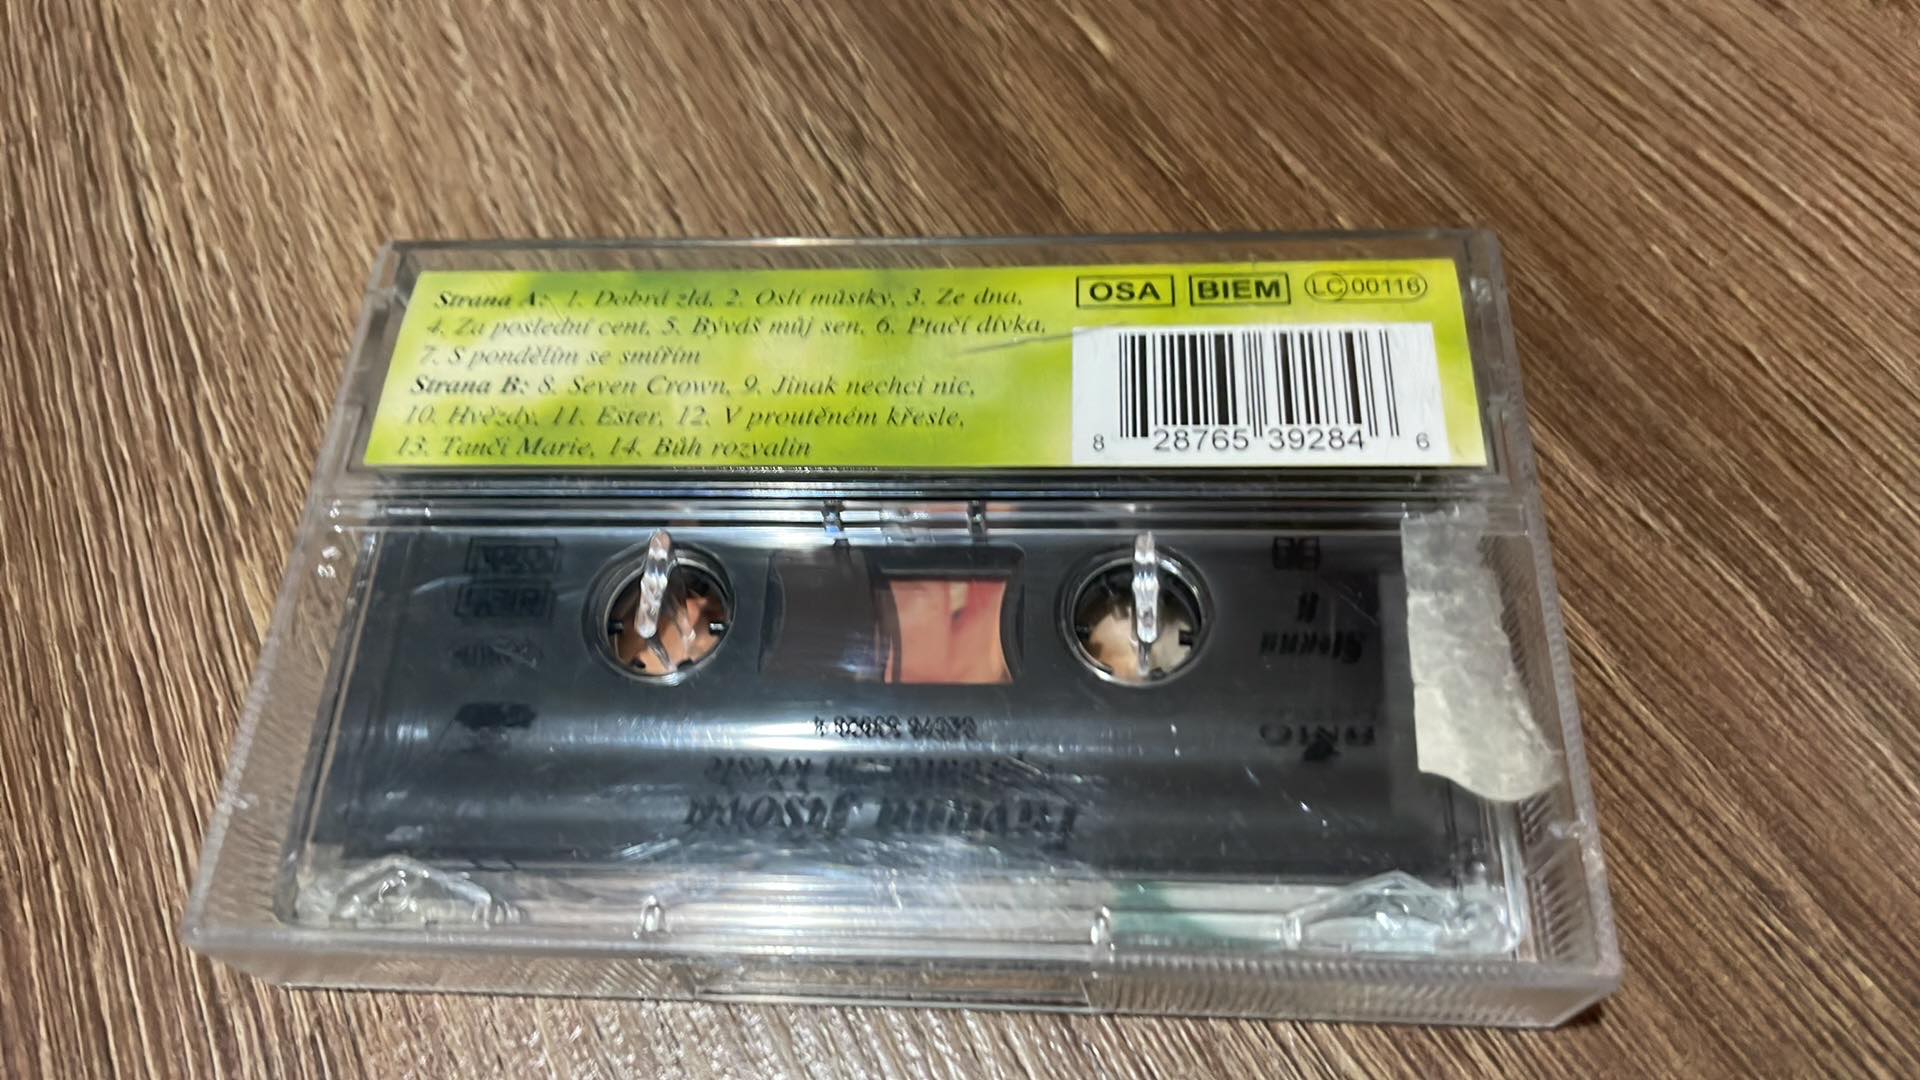 Strana A: 1. Dobrá zlá, 2. Oslí můstky, 3. Ze dna,
4. Za poslední cent, 5. Býváš můj sen, 6. Ptačí dívka,
7. S pondělím se smířím
Strana B: 8. Seven Crown, 9. Jinak nechci nic,
10. Hvězdy, 11. Ester, 12. V proutěném křesle,
13. Tanči Marie, 14. Bůh rozvalin
OSA BIEM LC 00116
8 28765 39284 6
křesle